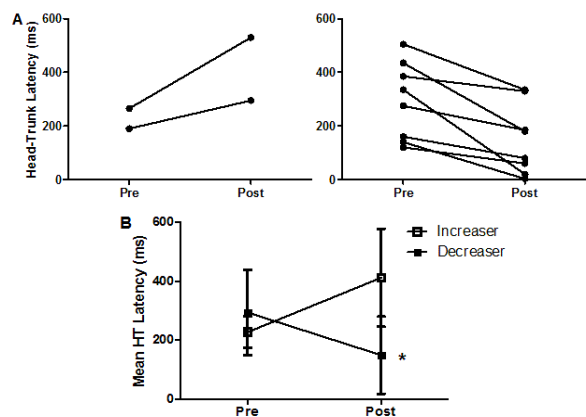 A
Head-Trunk Latency (ms)
600
400
200
0
Pre
Post
600
400
200
0
Pre
Post
B
Mean HT Latency (ms)
600
400
200
0
Pre
Post
Increaser
Decreaser
*